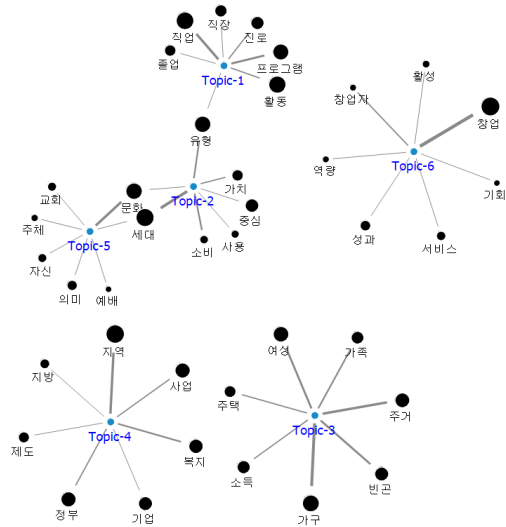 직장
직업
진로
졸업
프로그램
Topic-1
활동
유형
활성
창업자
창업
역량
Topic-6
기회
성과
서비스
교회
문화
가치
Topic-2
주체
세대
중심
Topic-5
소비
사용
자신
의미
예배
지역
지방
사업
제도
Topic-4
복지
정부
기업
여성
가족
주택
주거
Topic-3
소득
빈곤
가구